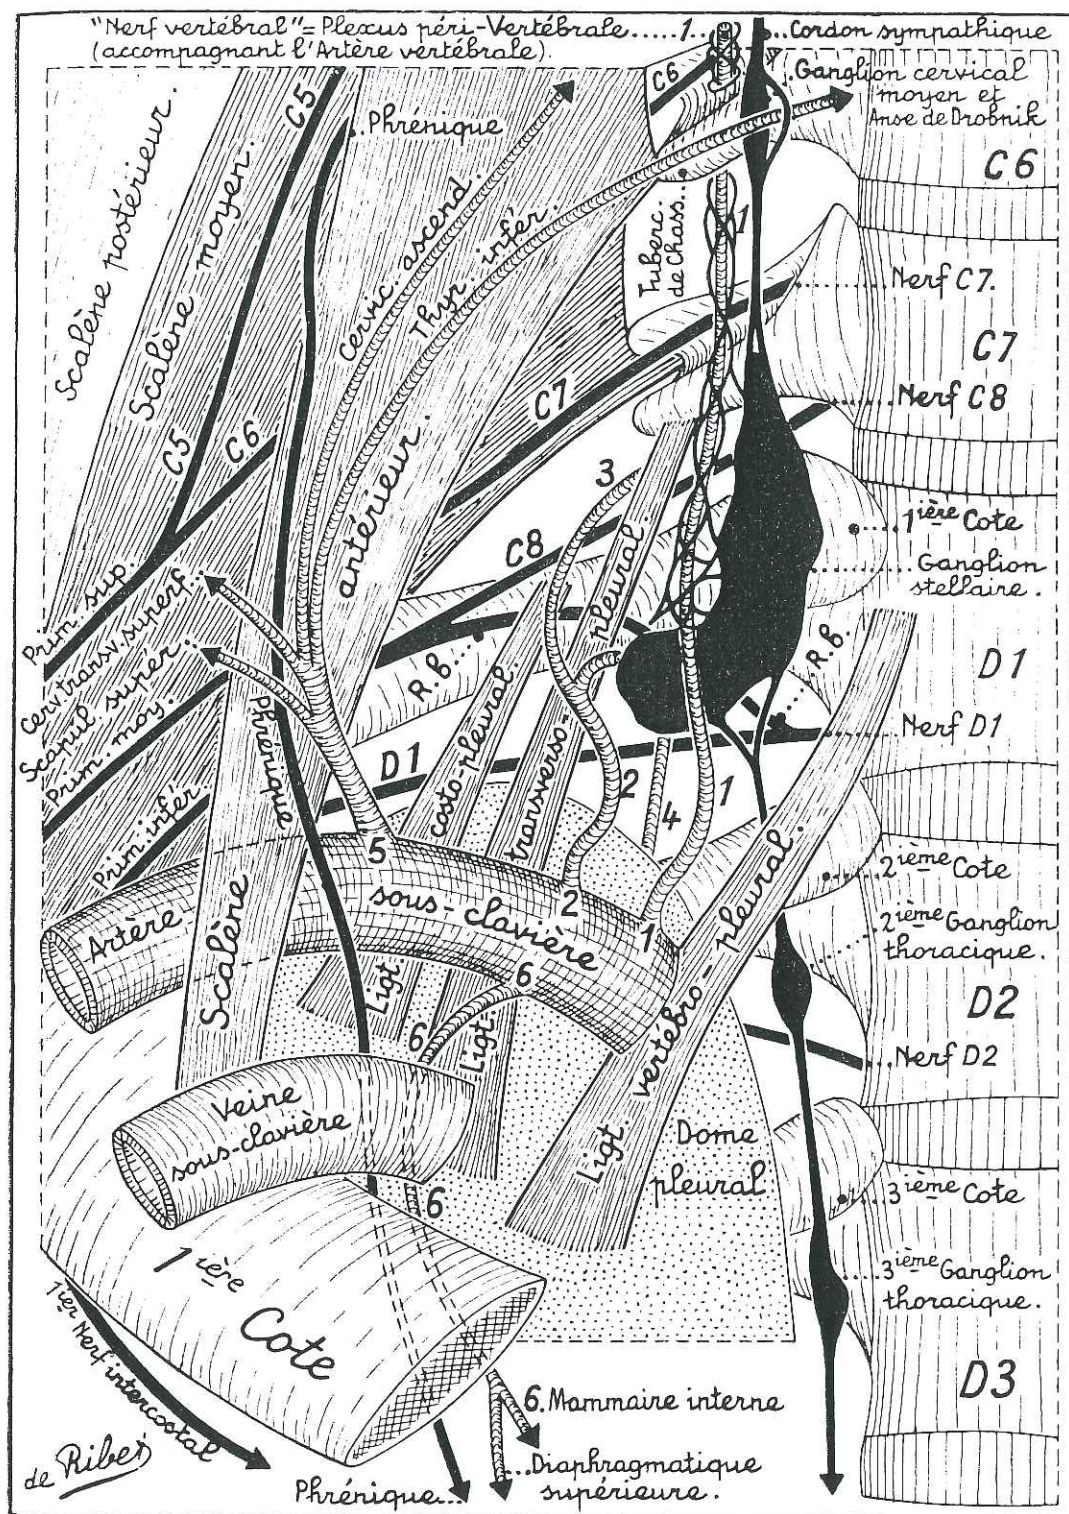 "Nerf vertébral"= Plexus péri-Vertébrale.....1...
(accompagnant l'Artère vertébrale).
..Cordon sympathique
.Ganglion cervical
moyen et
Anse de Drobnik
C6
C5
C6
.Phrénique
Scalène postérieur.
Scalène moyen.
Cervic. ascend.
Thyr. infér.
Tuberc.
de Chass...
1
Nerf C7.
C7
C7
Nerf C8
C5
C6
antérieur.
3
C8
pleural.
1ière Cote
Ganglion
stellaire.
Prim. sup.
Cerv. transv. superf...
Scapul. supér...
Prim. moy.
Prim. infér.
R.B...
R.B.
D1
Nerf D1
Phrénique
D1
costo-pleural.
transverso-
2
4
1
5
2
1
Artère
sous-clavière
6
2ième Cote
2ième Ganglion
thoracique.
D2
Nerf D2
Scalène
Ligt
6
Ligt.
vertébro-pleural.
Ligt
Veine
sous-clavière
Dome
pleural
6
3ième Cote
3ième Ganglion
thoracique.
1ière
Cote
1ier Nerf intercostal
D3
6.Mammaire interne
...Diaphragmatique
supérieure.
Phrénique...
de Ribet